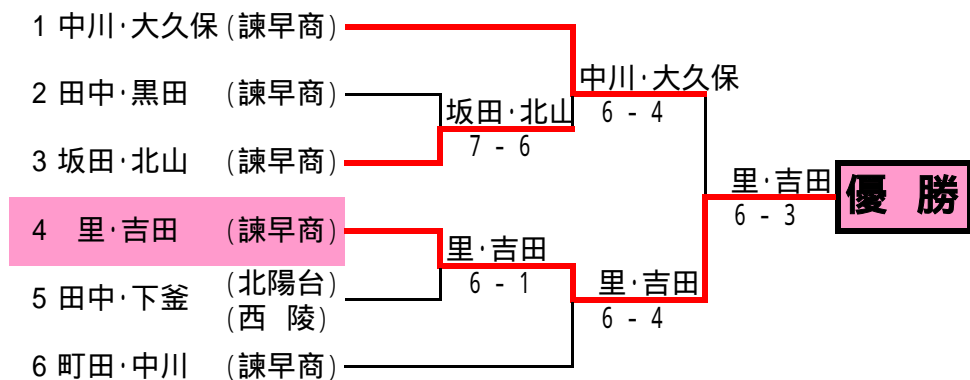 1 中川・大久保 (諫早商)
中川・大久保
6 - 4
2 田中・黒田 (諫早商)
坂田・北山
7 - 6
3 坂田・北山 (諫早商)
里・吉田
6 - 3
優 勝
4 里・吉田 (諫早商)
里・吉田
6 - 1
5 田中・下釜 (北陽台)
(西 陵)
里・吉田
6 - 4
6 町田・中川 (諫早商)